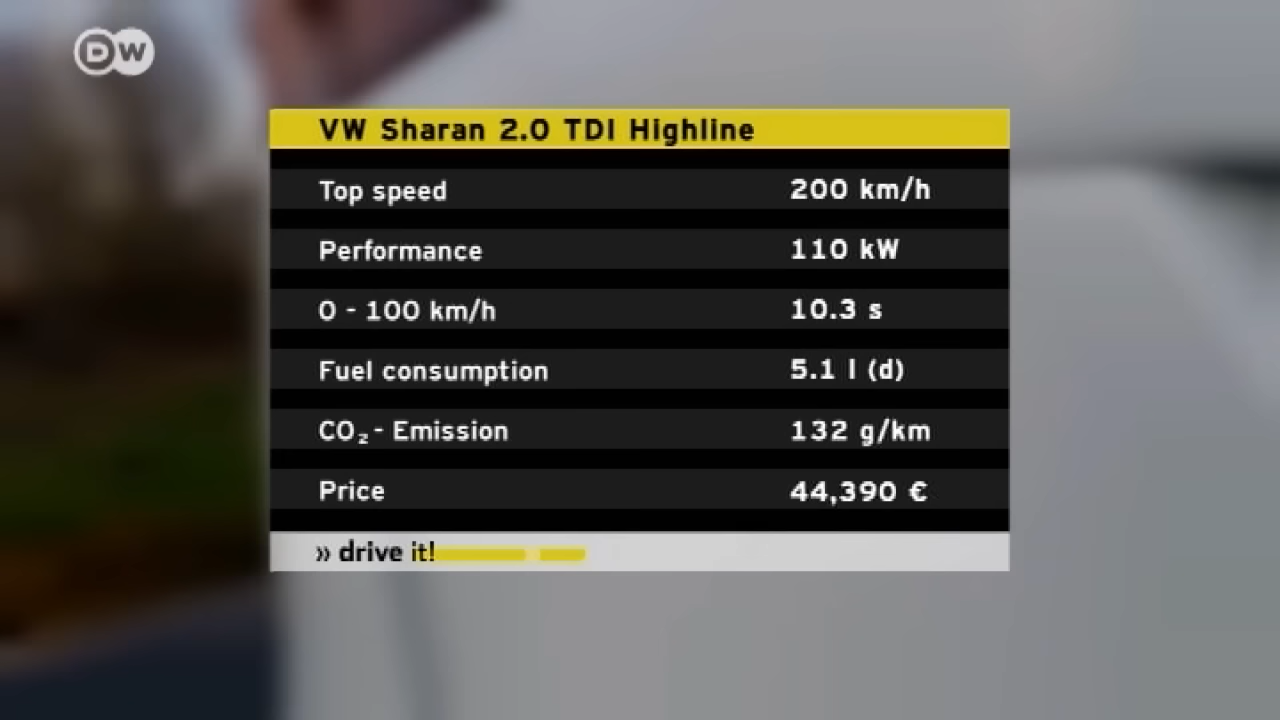 DW
VW Sharan 2.0 TDI Highline
Top speed 200 km/h
Performance 110 kW
0 - 100 km/h 10.3 s
Fuel consumption 5.1 l (d)
CO₂ - Emission 132 g/km
Price 44,390 €
» drive it!